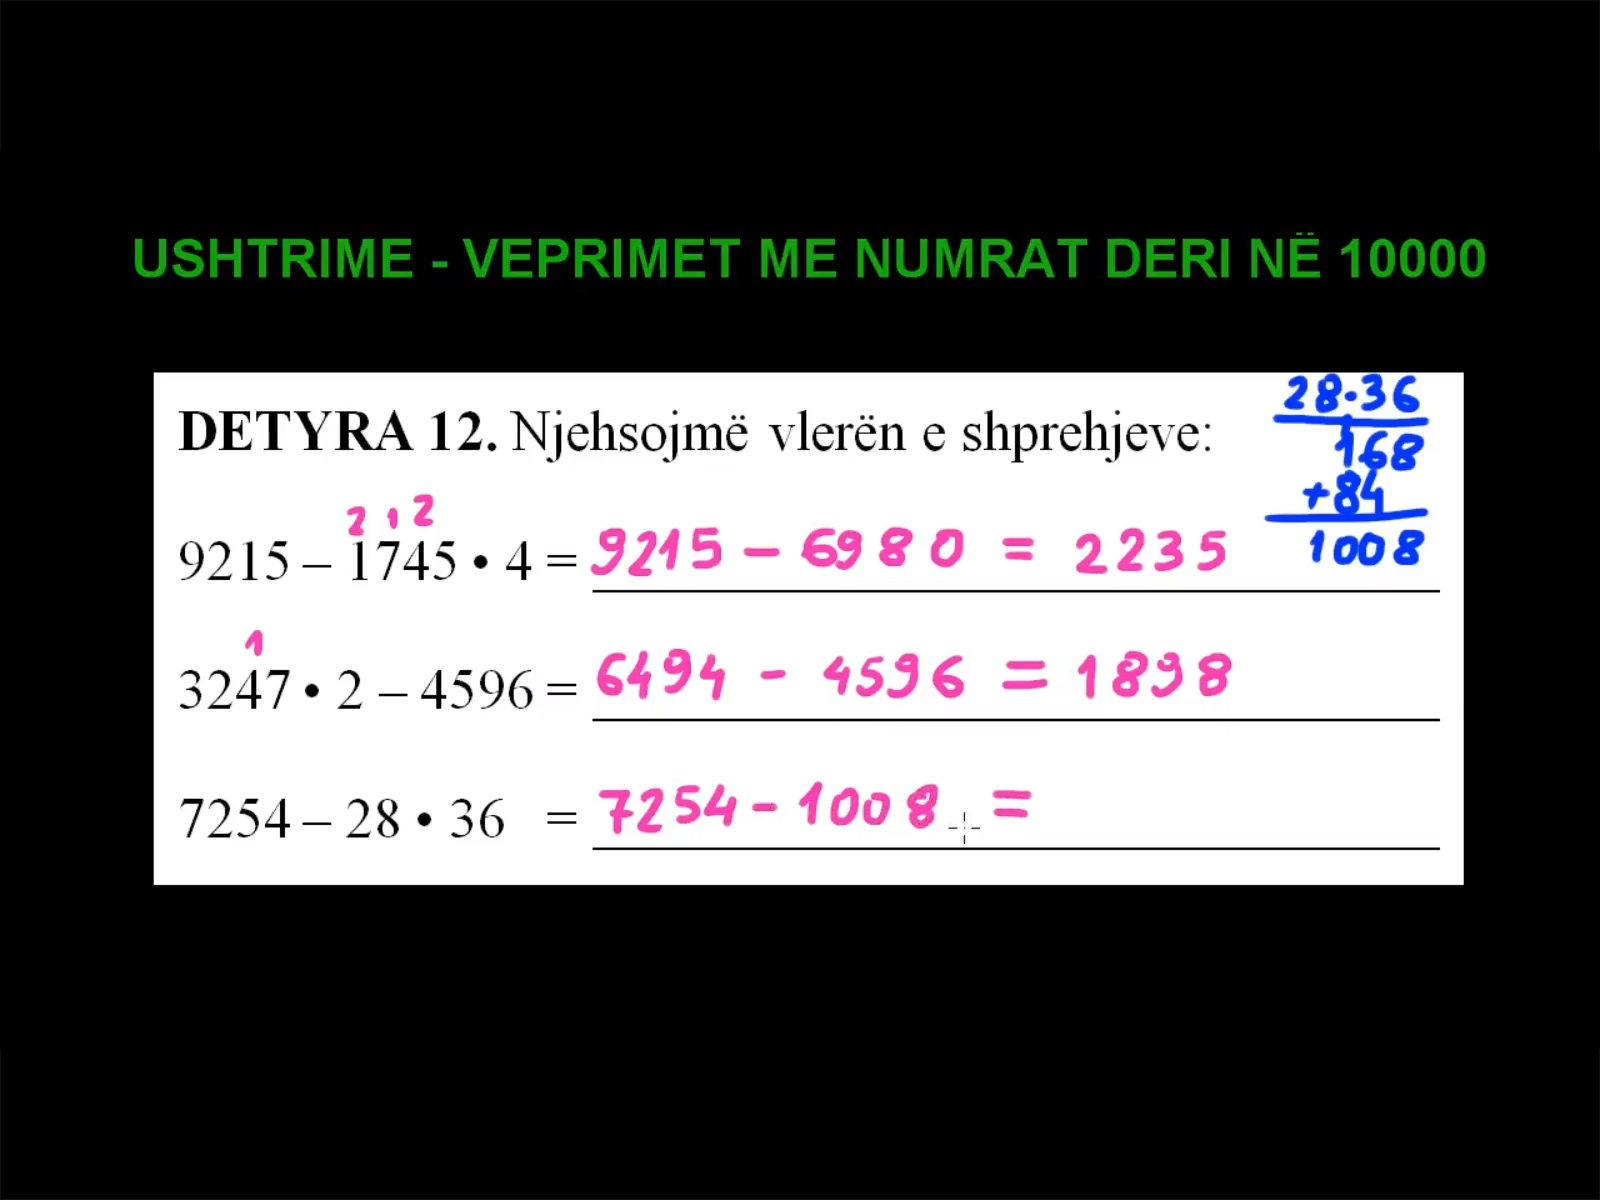 USHTRIME - VEPRIMET ME NUMRAT DERI NË 10000
DETYRA 12. Njehsojmë vlerën e shprehjeve:
28·36
168
+84
1008
2 1 2
9215 – 1745 • 4 = 9215 – 6980 = 2235
1
3247 • 2 – 4596 = 6494 - 4596 = 1898
7254 – 28 • 36 = 7254 - 1008 =